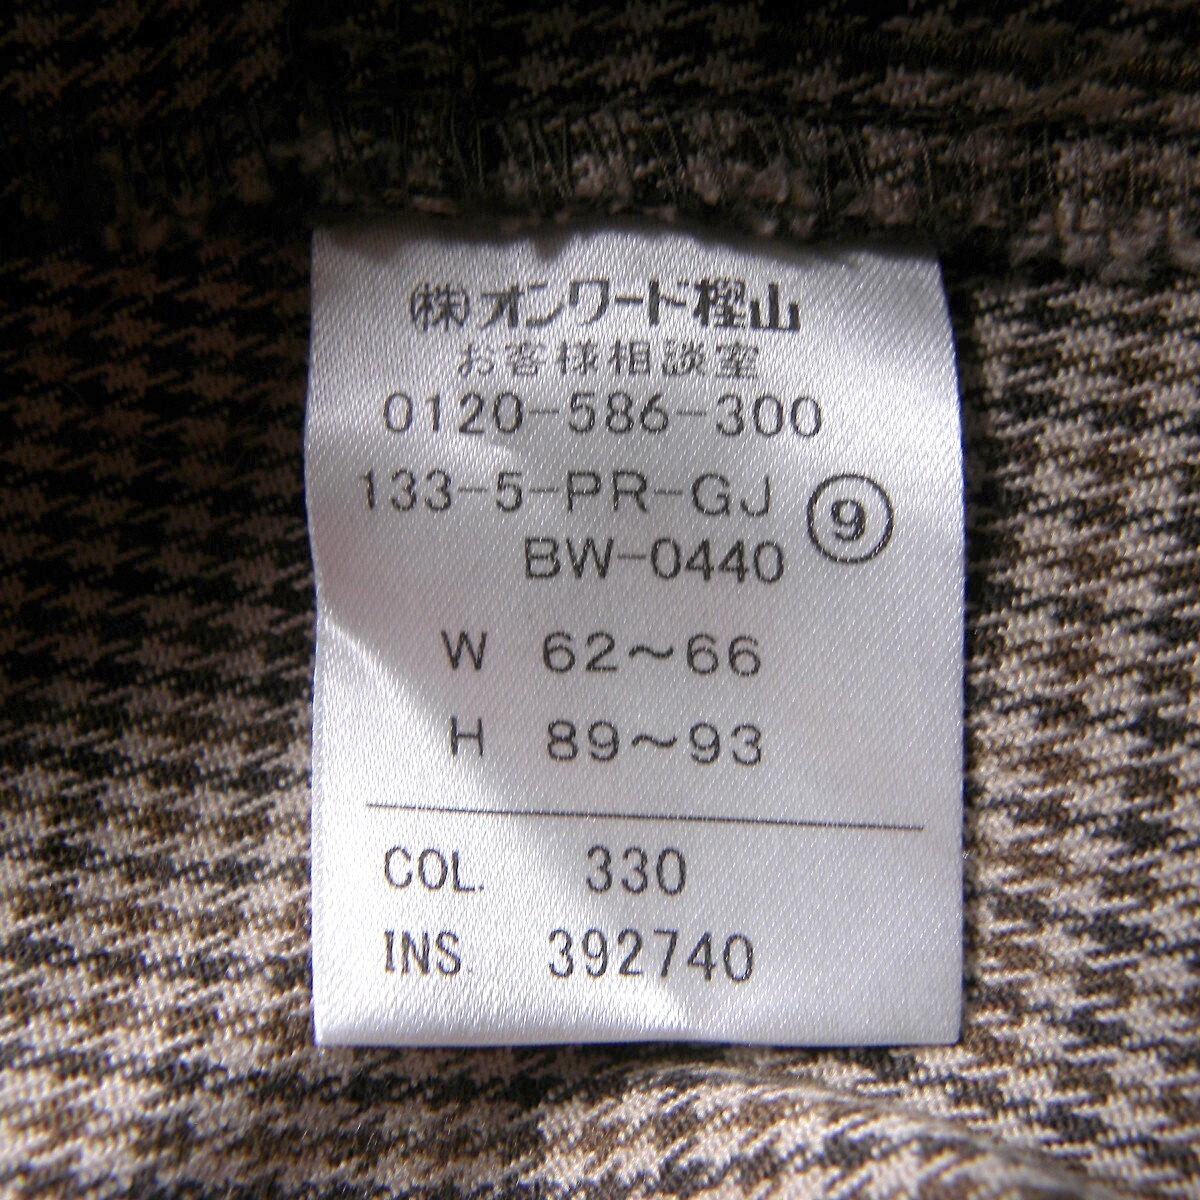 (株)オンワード樫山
お客様相談室
0120-586-300
133-5-PR-GJ ⑨
BW-0440
W 62~66
H 89~93
COL. 330
INS. 392740